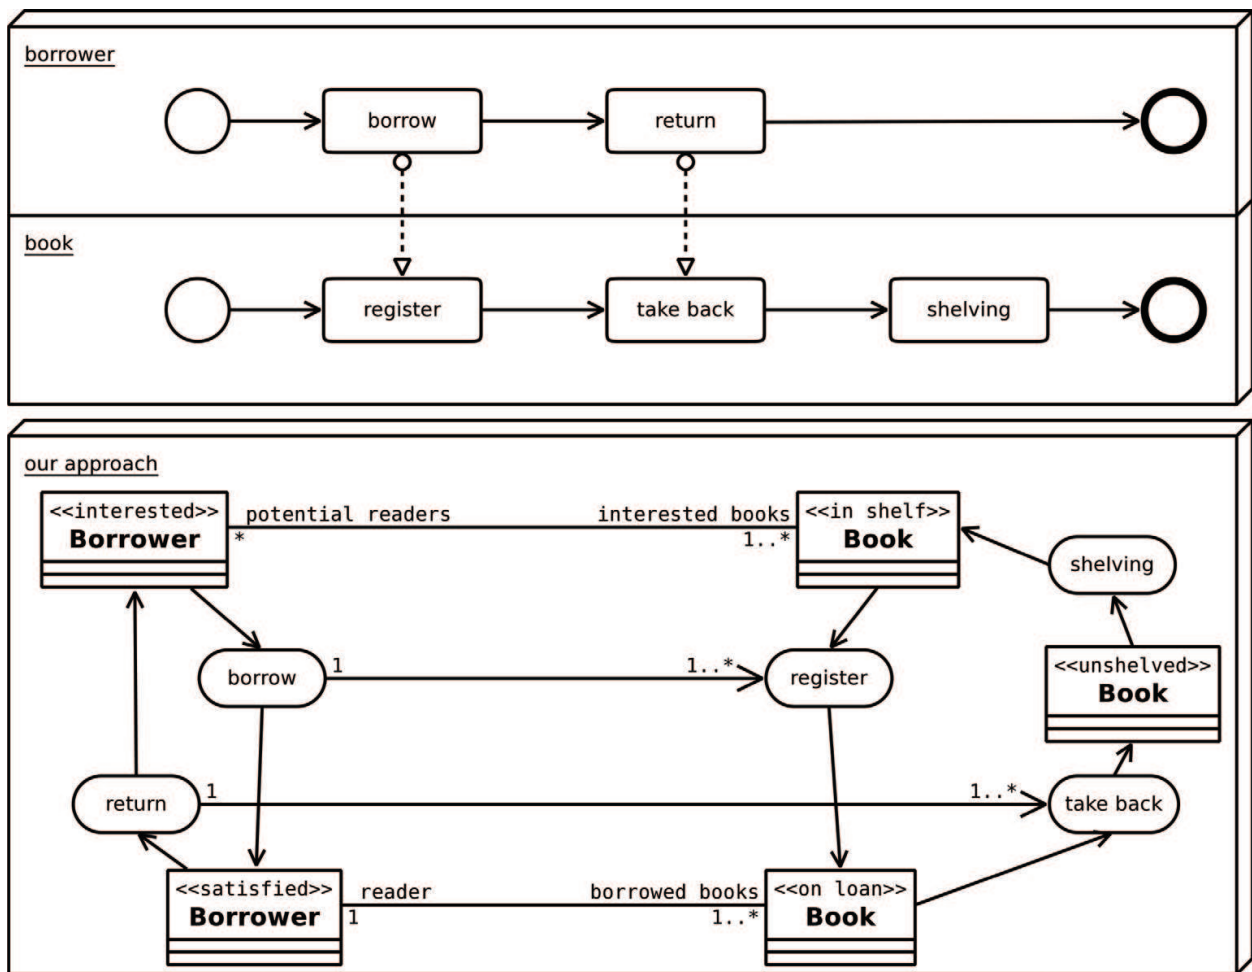 borrower
borrow
return
book
register
take back
shelving
our approach
<<interested>>
Borrower
potential readers
*
interested books
1..*
<<in shelf>>
Book
shelving
borrow
1
1..*
register
<<unshelved>>
Book
return
1
1..*
take back
<<satisfied>>
Borrower
reader
1
borrowed books
1..*
<<on loan>>
Book